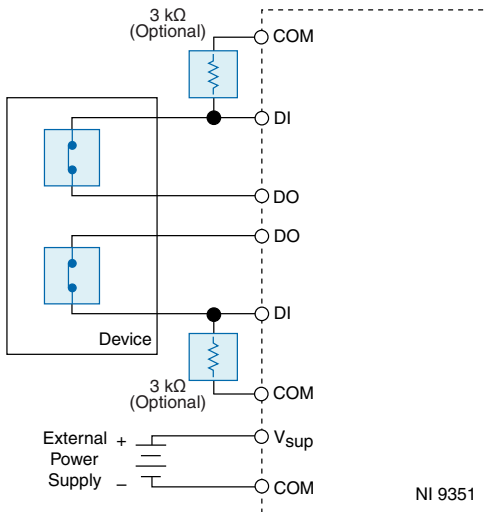 3 kΩ
(Optional)
COM
DI
DO
DO
DI
Device
3 kΩ
(Optional)
COM
External
Power
Supply
+
–
Vsup
COM
NI 9351